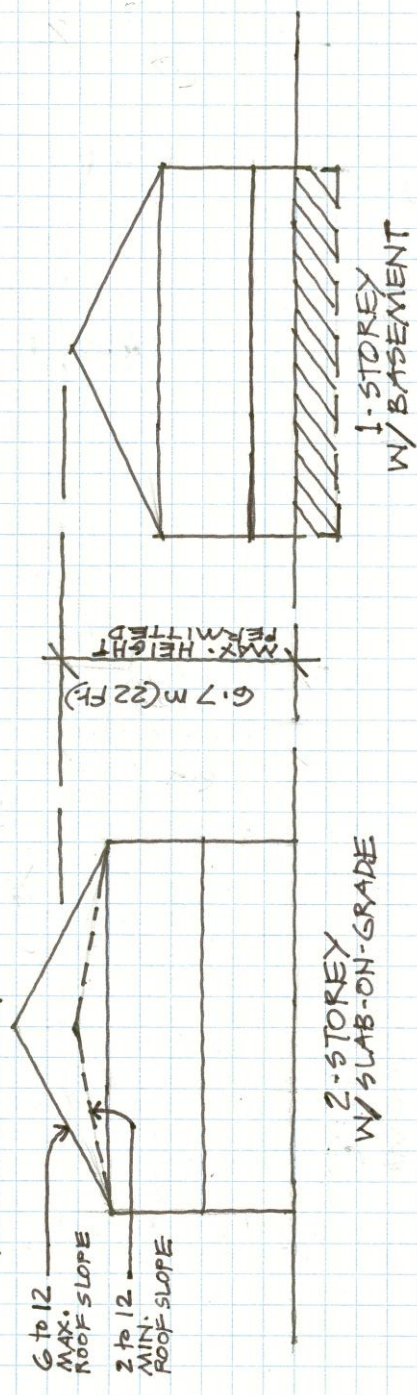 6 to 12
MAX.
ROOF SLOPE
2 to 12
MIN.
ROOF SLOPE
2-STOREY
W/SLAB-ON-GRADE
6.7 m (22 Ft.)
MAX. HEIGHT
PERMITTED
1-STOREY
W/ BASEMENT